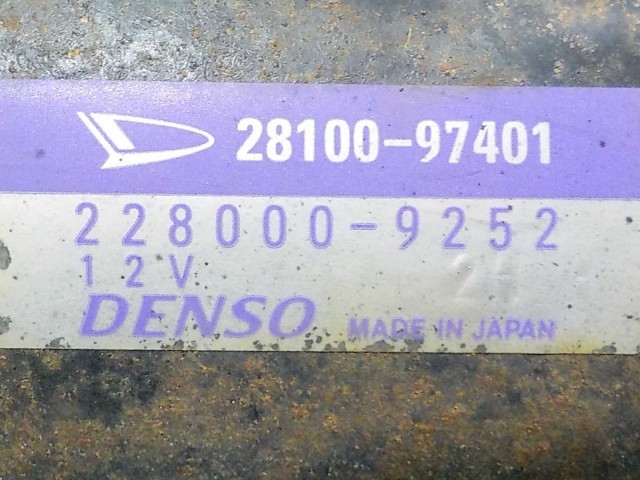 28100-97401
228000-9252
12V
DENSO MADE IN JAPAN